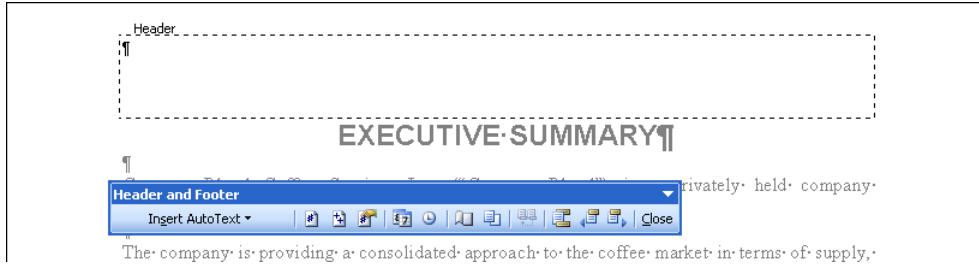 Header
¶
EXECUTIVE·SUMMARY¶
¶
privately· held· company·
Header and Footer
Insert AutoText
Close
The·company·is·providing·a·consolidated·approach·to·the·coffee·market·in·terms·of·supply,·